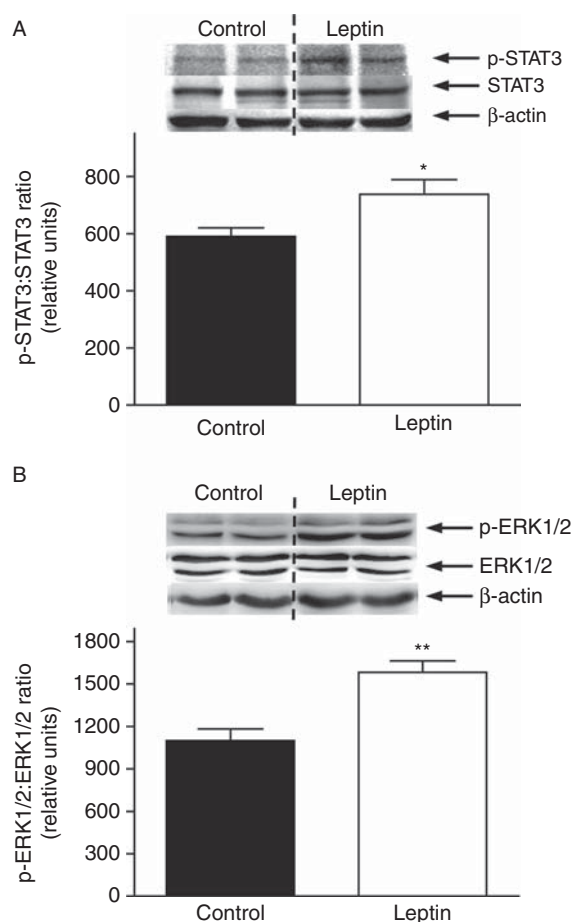 A
Control Leptin
p-STAT3
STAT3
β-actin
p-STAT3:STAT3 ratio
(relative units)
800
600
400
200
0
*
Control Leptin
B
Control Leptin
p-ERK1/2
ERK1/2
β-actin
p-ERK1/2:ERK1/2 ratio
(relative units)
1800
1500
1200
900
600
300
0
**
Control Leptin